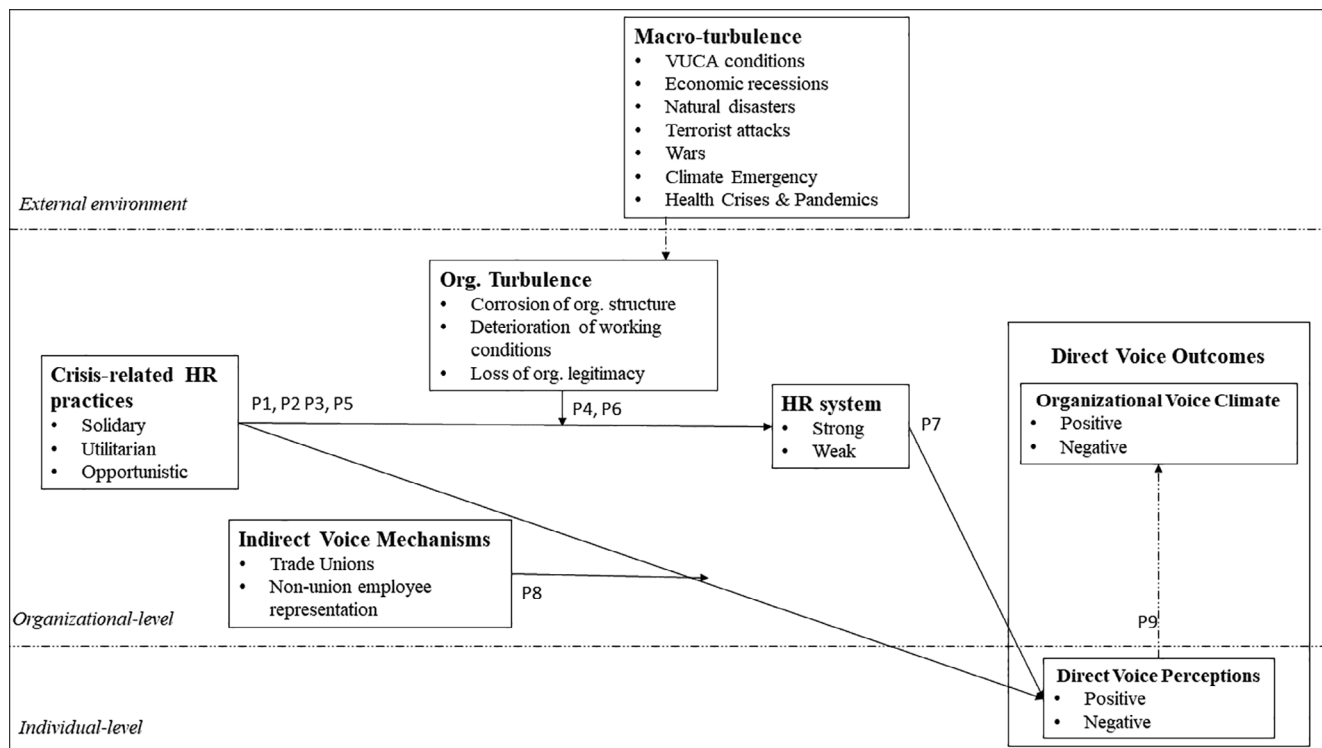 Macro-turbulence
• VUCA conditions
• Economic recessions
• Natural disasters
• Terrorist attacks
• Wars
• Climate Emergency
• Health Crises & Pandemics
External environment
Org. Turbulence
• Corrosion of org. structure
• Deterioration of working
conditions
• Loss of org. legitimacy
Crisis-related HR
practices
• Solidary
• Utilitarian
• Opportunistic
P1, P2 P3, P5
P4, P6
HR system
• Strong
• Weak
P7
Direct Voice Outcomes
Organizational Voice Climate
• Positive
• Negative
Indirect Voice Mechanisms
• Trade Unions
• Non-union employee
representation
P8
P9
Organizational-level
Direct Voice Perceptions
• Positive
• Negative
Individual-level